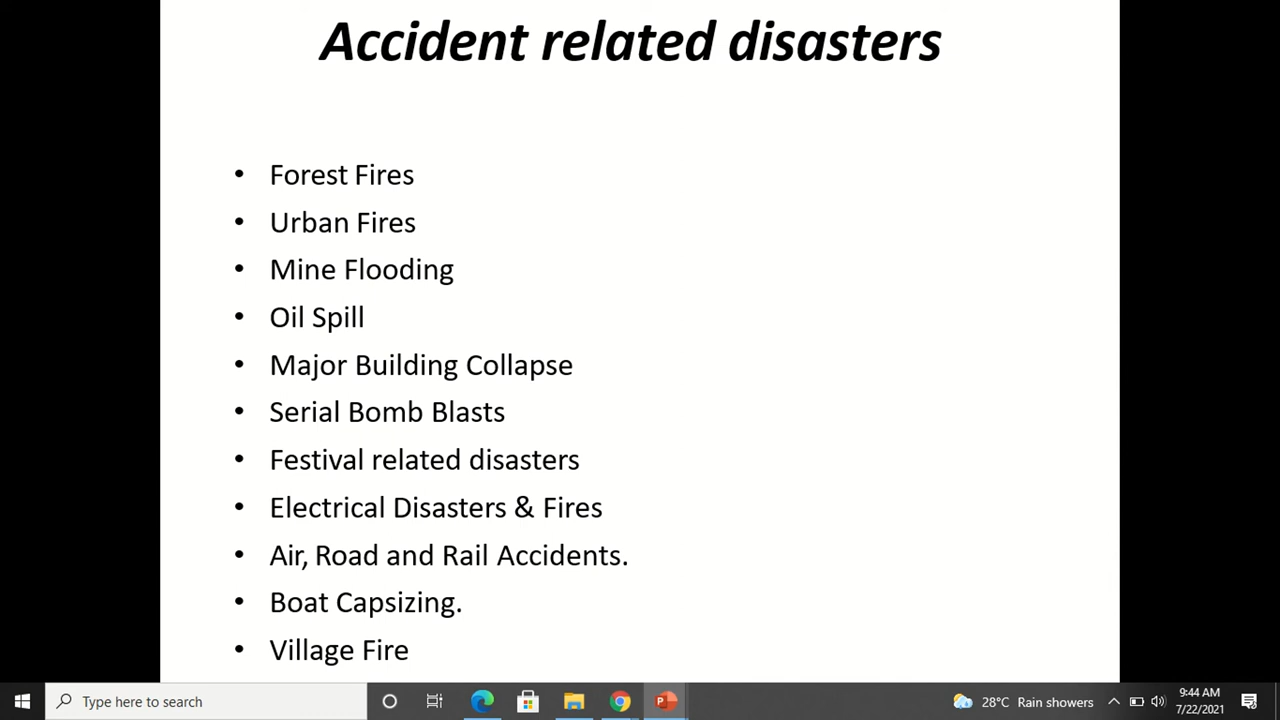 Accident related disasters
• Forest Fires
• Urban Fires
• Mine Flooding
• Oil Spill
• Major Building Collapse
• Serial Bomb Blasts
• Festival related disasters
• Electrical Disasters & Fires
• Air, Road and Rail Accidents.
• Boat Capsizing.
• Village Fire
Type here to search
28°C Rain showers
9:44 AM
7/22/2021